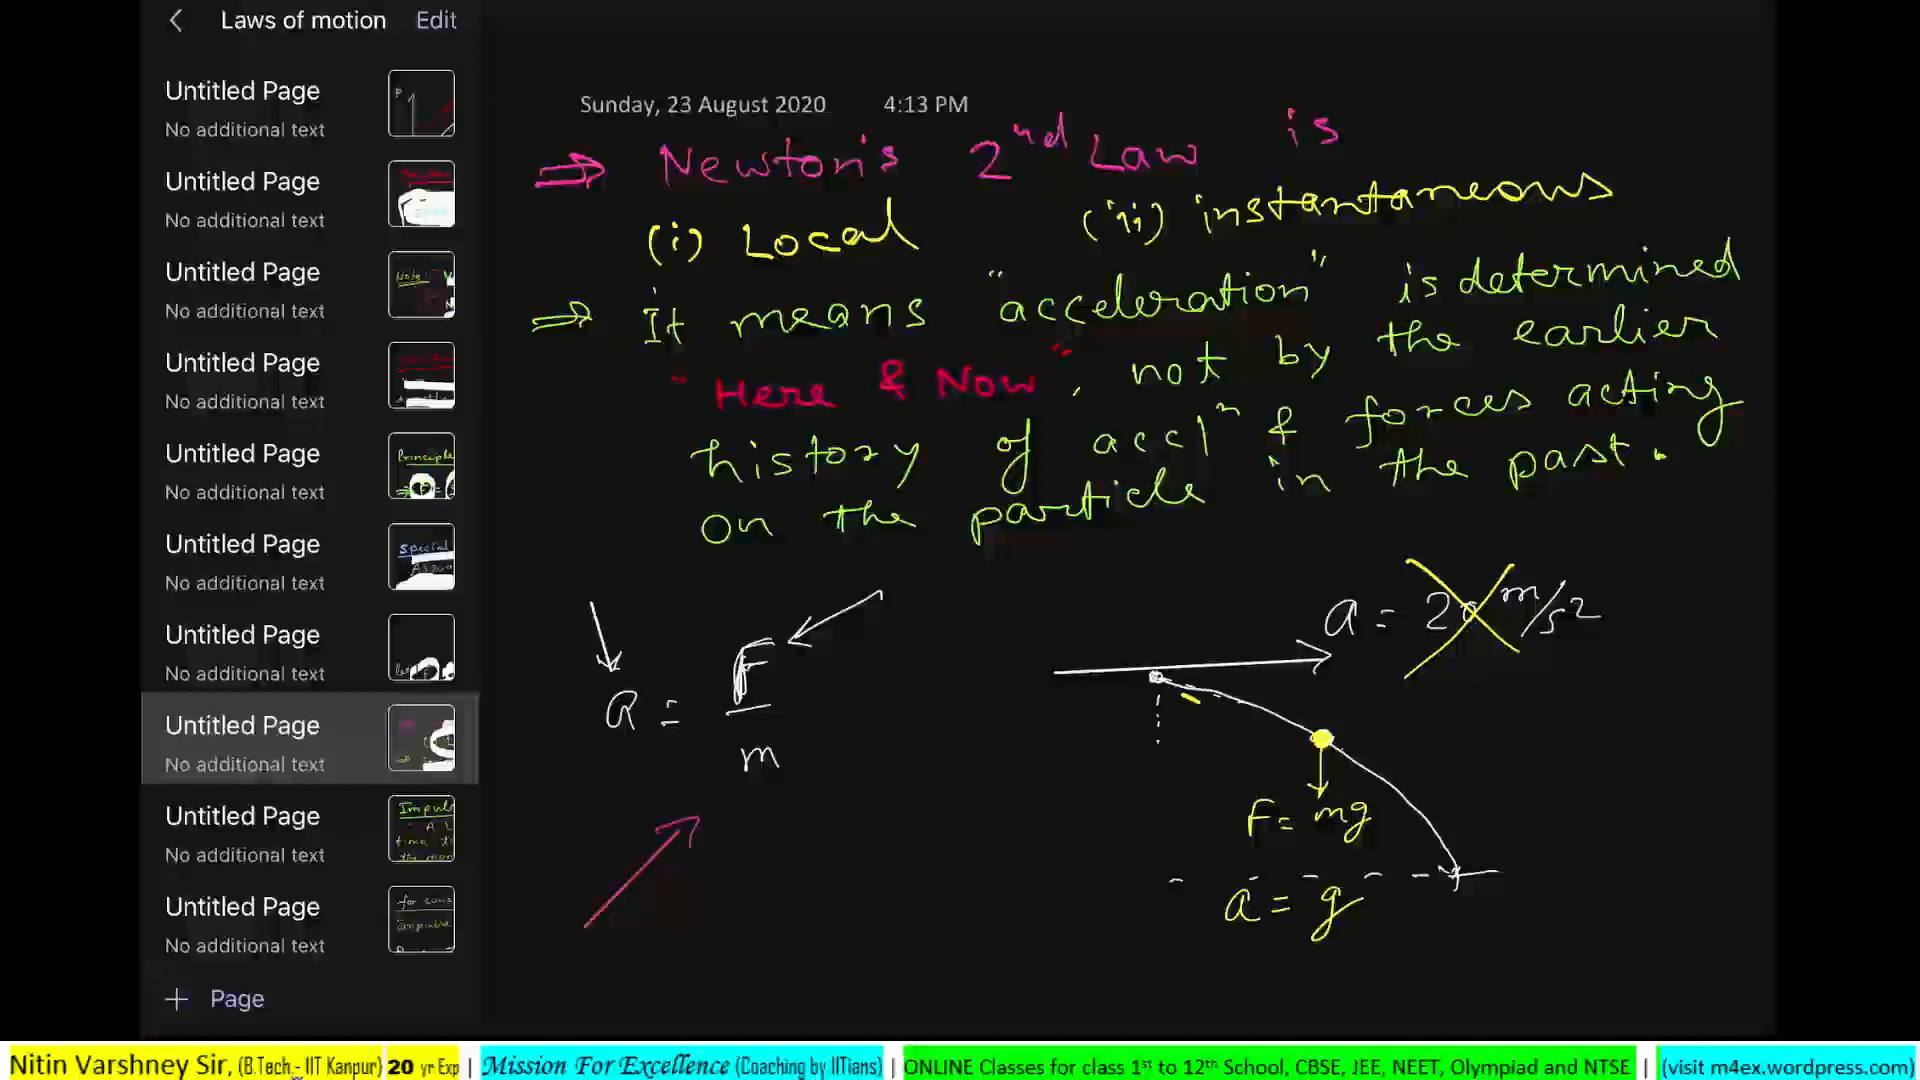 Laws of motion Edit
Untitled Page
No additional text
Untitled Page
No additional text
Untitled Page
No additional text
Untitled Page
No additional text
Untitled Page
No additional text
Untitled Page
No additional text
Untitled Page
No additional text
Untitled Page
No additional text
Untitled Page
No additional text
Untitled Page
No additional text
+ Page
Sunday, 23 August 2020 4:13 PM
⇒ Newton's 2nd Law is
(i) Local (ii) instantaneous
⇒ It means "acceleration" is determined
"Here & Now", not by the earlier
history of accln & forces acting
on the particle in the past.
a = F/m
a = 20 m/s2
F = mg
a = g
Nitin Varshney Sir, (B.Tech.- IIT Kanpur) 20 yr Exp | Mission For Excellence (Coaching by IITians) | ONLINE Classes for class 1st to 12th School, CBSE, JEE, NEET, Olympiad and NTSE | (visit m4ex.wordpress.com)